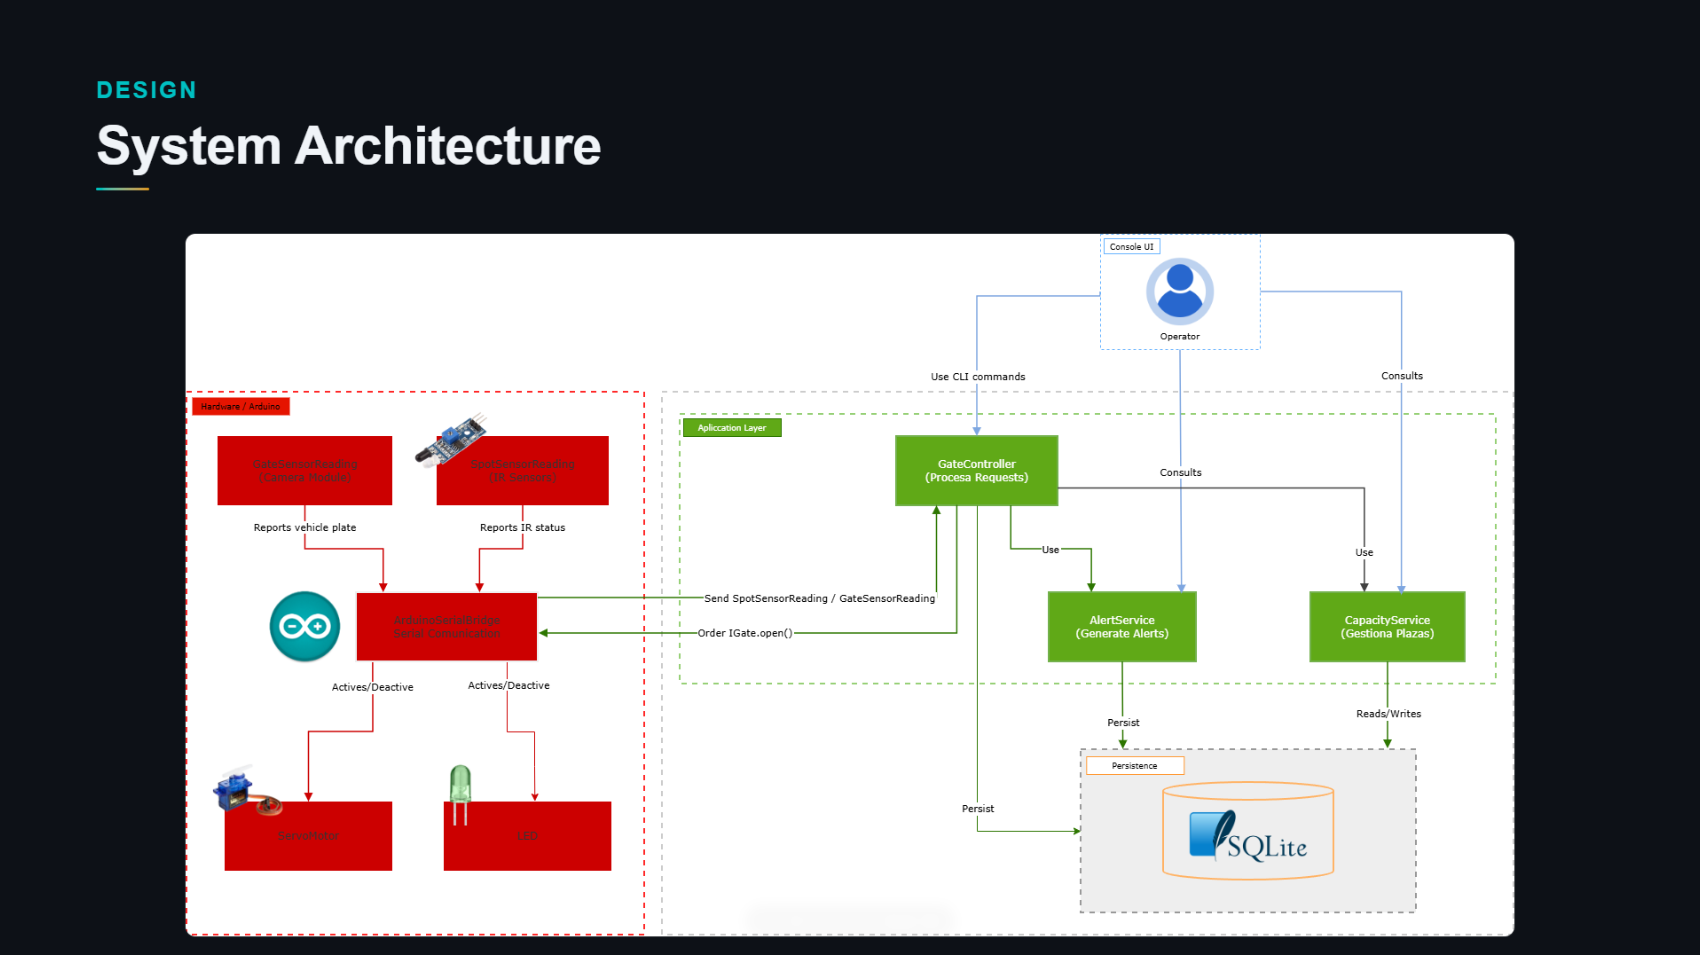 DESIGN
System Architecture
Console UI
Operator
Use CLI commands
Consults
Hardware / Arduino
Apliccation Layer
GateSensorReading
(Camera Module)
SpotSensorReading
(IR Sensors)
GateController
(Procesa Requests)
Consults
Reports vehicle plate
Reports IR status
Use
Use
Send SpotSensorReading / GateSensorReading
ArduinoSerialBridge
Serial Comunication
Order IGate.open()
AlertService
(Generate Alerts)
CapacityService
(Gestiona Plazas)
Actives/Deactive
Actives/Deactive
Persist
Reads/Writes
Persistence
Persist
ServoMotor
LED
SQLite